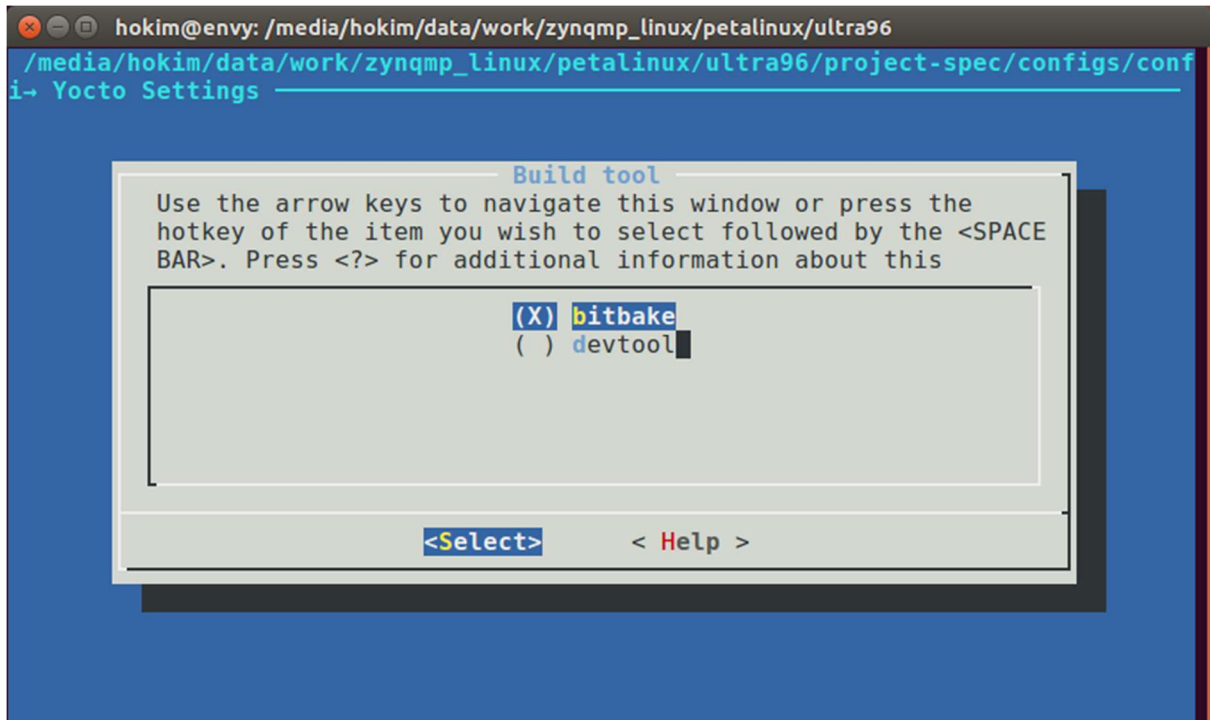 hokim@envy: /media/hokim/data/work/zynqmp_linux/petalinux/ultra96
/media/hokim/data/work/zynqmp_linux/petalinux/ultra96/project-spec/configs/conf
i→ Yocto Settings
Build tool
Use the arrow keys to navigate this window or press the
hotkey of the item you wish to select followed by the <SPACE
BAR>. Press <?> for additional information about this
(X) bitbake
( ) devtool
<Select> < Help >